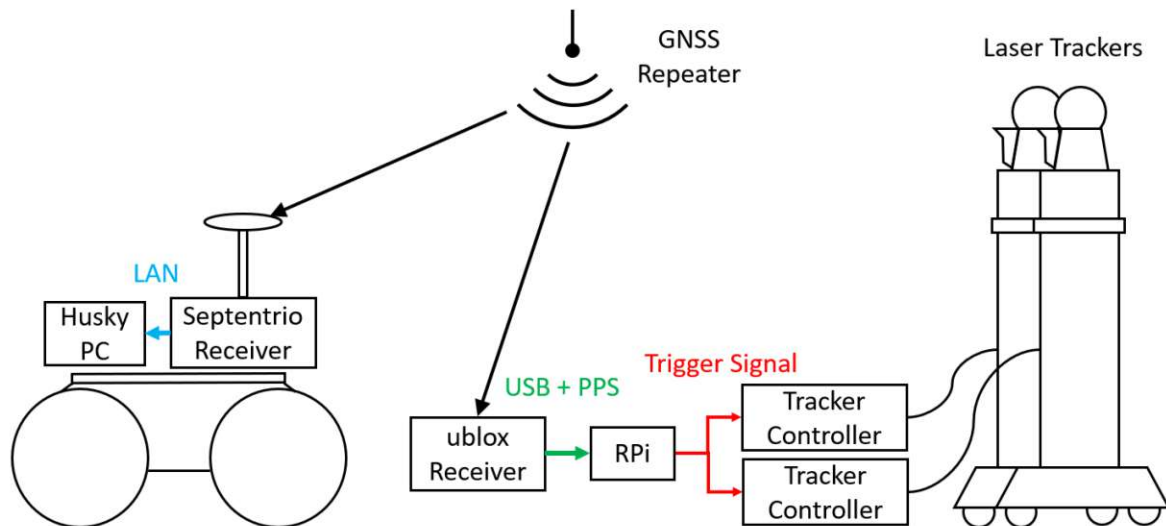 GNSS
Repeater
Laser Trackers
LAN
Husky
PC
Septentrio
Receiver
Trigger Signal
USB + PPS
ublox
Receiver
RPi
Tracker
Controller
Tracker
Controller